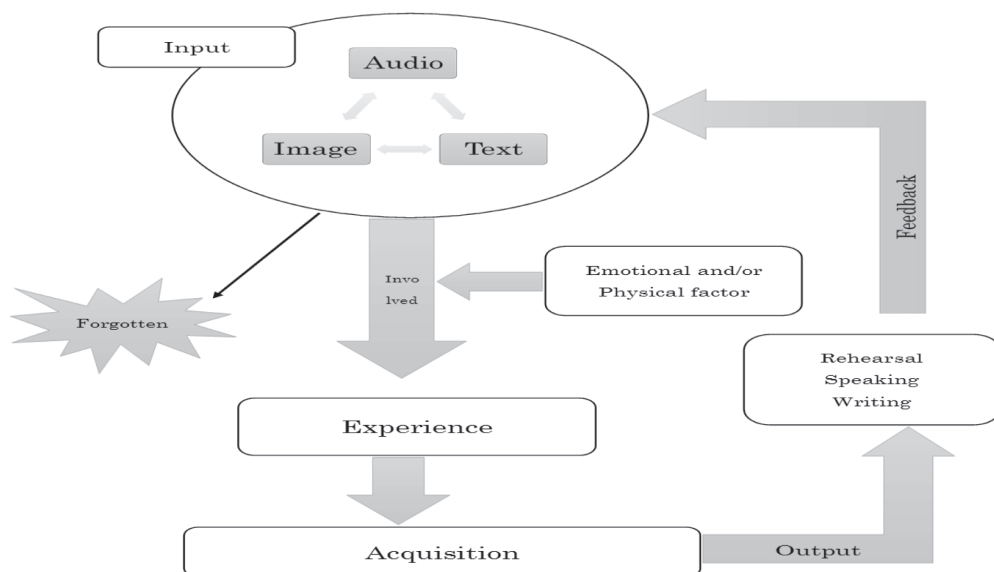 Input
Audio
Image
Text
Feedback
Invo
lved
Emotional and/or
Physical factor
Forgotten
Rehearsal
Speaking
Writing
Experience
Acquisition
Output